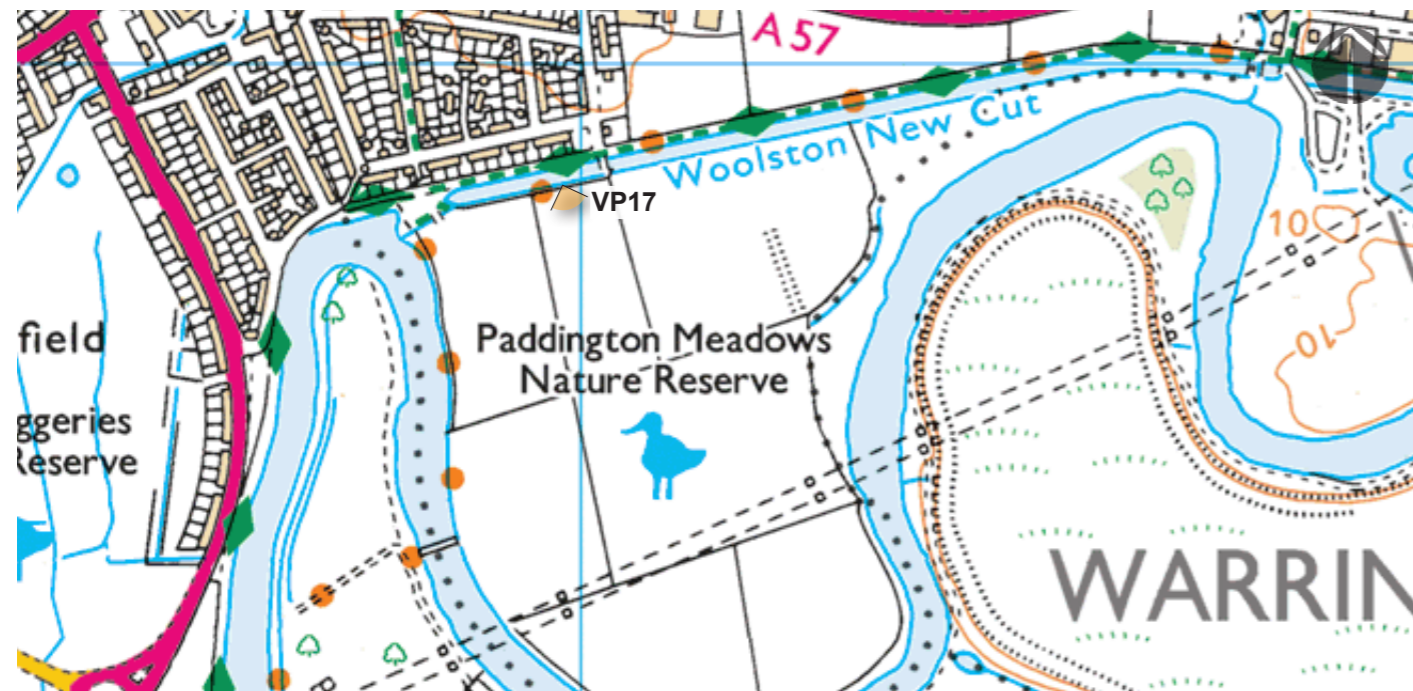 A 57
Woolston New Cut
VP17
10
field
Paddington Meadows
Nature Reserve
10
ggeries
Reserve
WARRIN